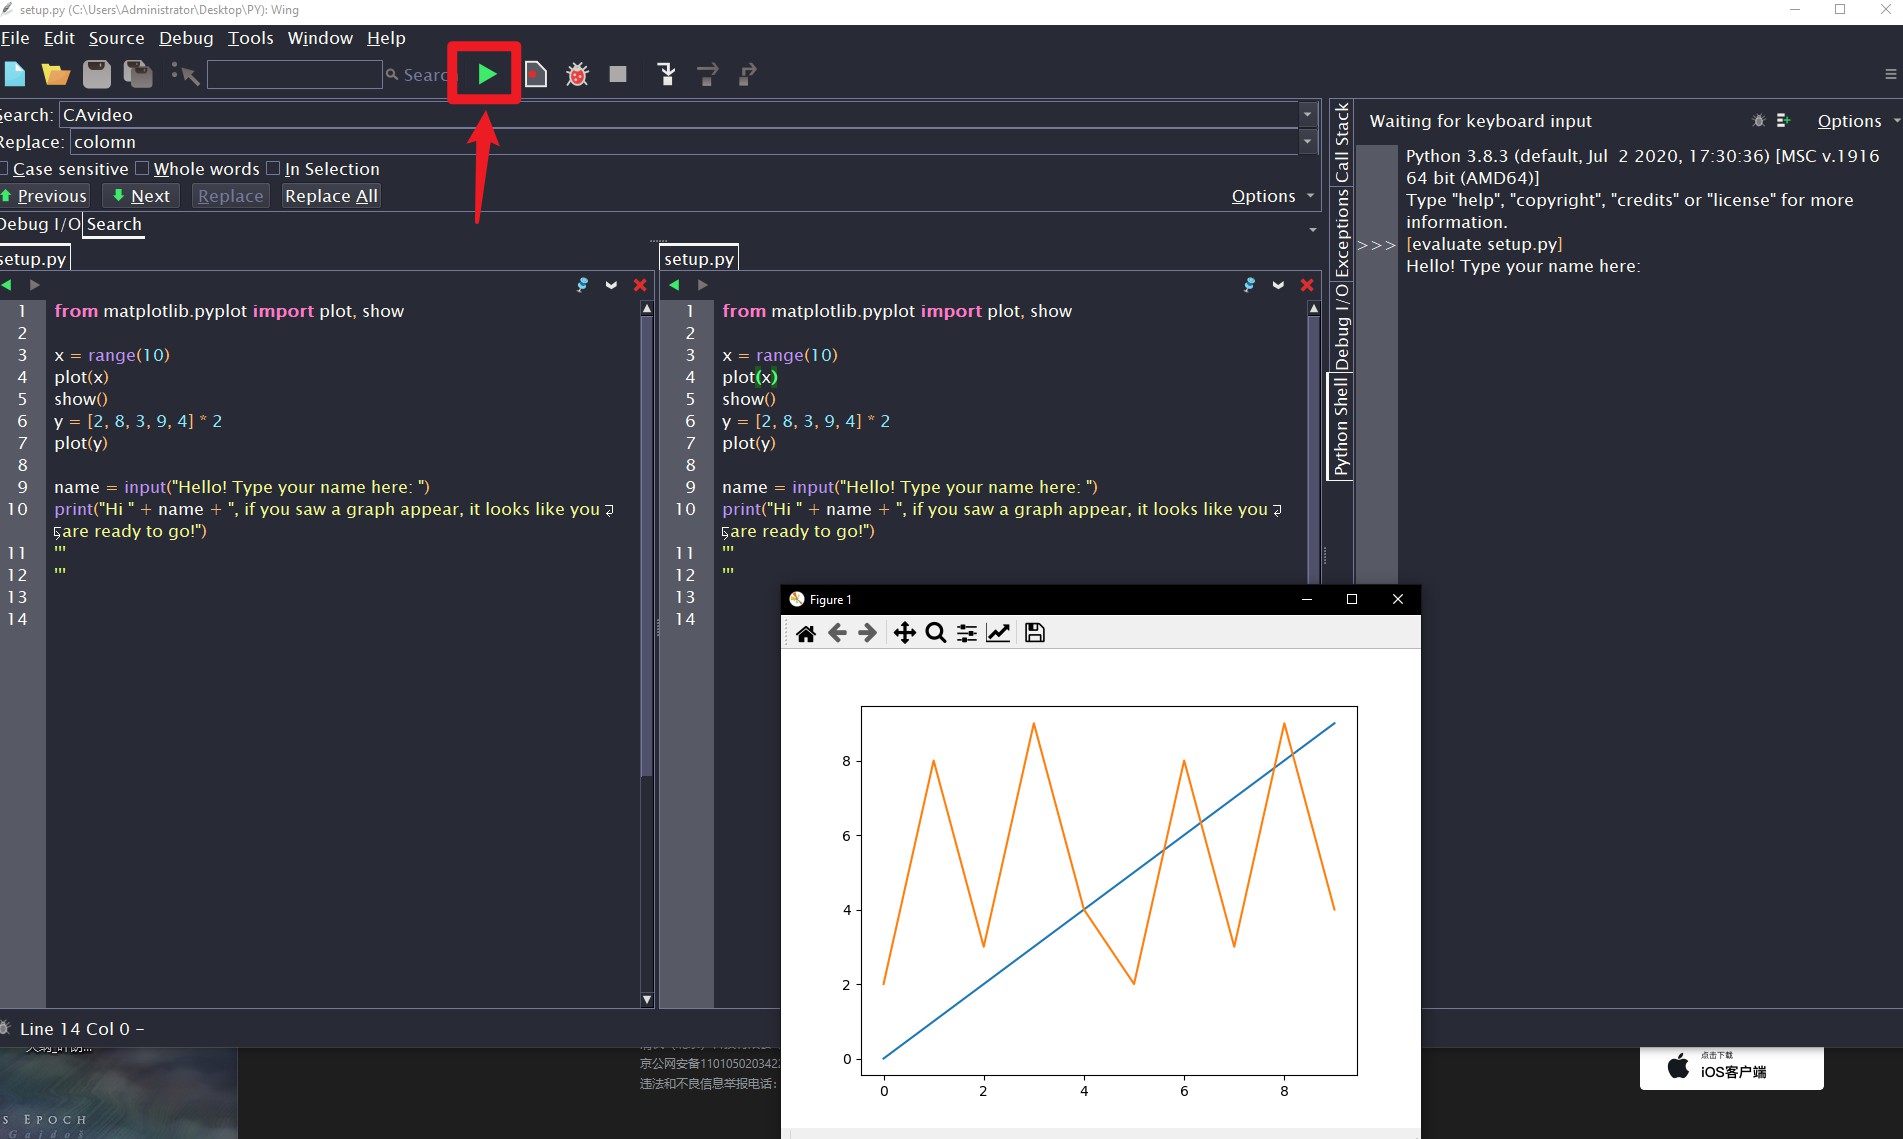 setup.py (C:\Users\Administrator\Desktop\PY): Wing
File Edit Source Debug Tools Window Help
Search:
CAvideo
Replace: colomn
Case sensitive Whole words In Selection
Previous Next Replace Replace All Options
Debug I/O Search
setup.py
1 from matplotlib.pyplot import plot, show
2
3 x = range(10)
4 plot(x)
5 show()
6 y = [2, 8, 3, 9, 4] * 2
7 plot(y)
8
9 name = input("Hello! Type your name here: ")
10 print("Hi " + name + ", if you saw a graph appear, it looks like you
are ready to go!")
11 '''
12 '''
13
14
setup.py
1 from matplotlib.pyplot import plot, show
2
3 x = range(10)
4 plot(x)
5 show()
6 y = [2, 8, 3, 9, 4] * 2
7 plot(y)
8
9 name = input("Hello! Type your name here: ")
10 print("Hi " + name + ", if you saw a graph appear, it looks like you
are ready to go!")
11 '''
12 '''
13
14
Call Stack
Exceptions
Debug I/O
Python Shell
Waiting for keyboard input Options
Python 3.8.3 (default, Jul 2 2020, 17:30:36) [MSC v.1916
64 bit (AMD64)]
Type "help", "copyright", "credits" or "license" for more
information.
>>> [evaluate setup.py]
Hello! Type your name here:
Figure 1
8
6
4
2
0
0 2 4 6 8
Line 14 Col 0 –
京公网安备1101050203422
违法和不良信息举报电话:
点击下载
iOS客户端
S EPOCH